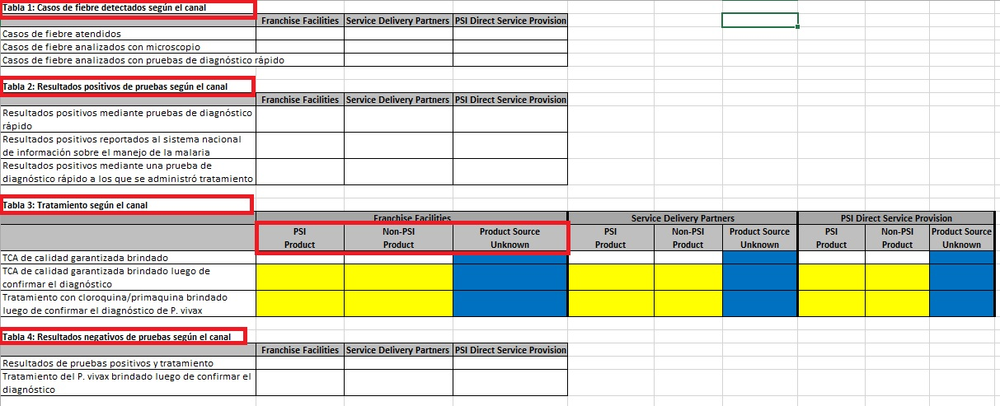 Tabla 1: Casos de fiebre detectados según el canal
Franchise Facilities Service Delivery Partners PSI Direct Service Provision
Casos de fiebre atendidos
Casos de fiebre analizados con microscopio
Casos de fiebre analizados con pruebas de diagnóstico rápido
Tabla 2: Resultados positivos de pruebas según el canal
Franchise Facilities Service Delivery Partners PSI Direct Service Provision
Resultados positivos mediante pruebas de diagnóstico
rápido
Resultados positivos reportados al sistema nacional
de información sobre el manejo de la malaria
Resultados positivos mediante una prueba de
diagnóstico rápido a los que se administró tratamiento
Tabla 3: Tratamiento según el canal
Franchise Facilities Service Delivery Partners PSI Direct Service Provision
PSI Non-PSI Product Source PSI Non-PSI Product Source PSI Non-PSI Product Source
Product Product Unknown Product Product Unknown Product Product Unknown
TCA de calidad garantizada brindado
TCA de calidad garantizada brindado luego de
confirmar el diagnóstico
Tratamiento con cloroquina/primaquina brindado
luego de confirmar el diagnóstico de P. vivax
Tabla 4: Resultados negativos de pruebas según el canal
Franchise Facilities Service Delivery Partners PSI Direct Service Provision
Resultados de pruebas positivos y tratamiento
Tratamiento del P. vivax brindado luego de confirmar el
diagnóstico